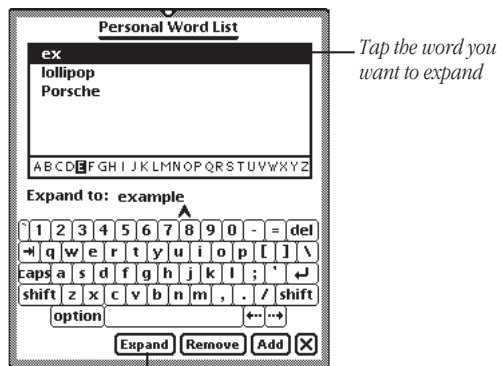 Personal Word List
ex
lollipop
Porsche
ABCDEFGHIJKLMNOPQRSTUVWXYZ
Expand to: example
` 1 2 3 4 5 6 7 8 9 0 - = del
q w e r t y u i o p [ ] \
caps a s d f g h j k l ; '
shift z x c v b n m , . / shift
option
Expand Remove Add
Tap the word you
want to expand